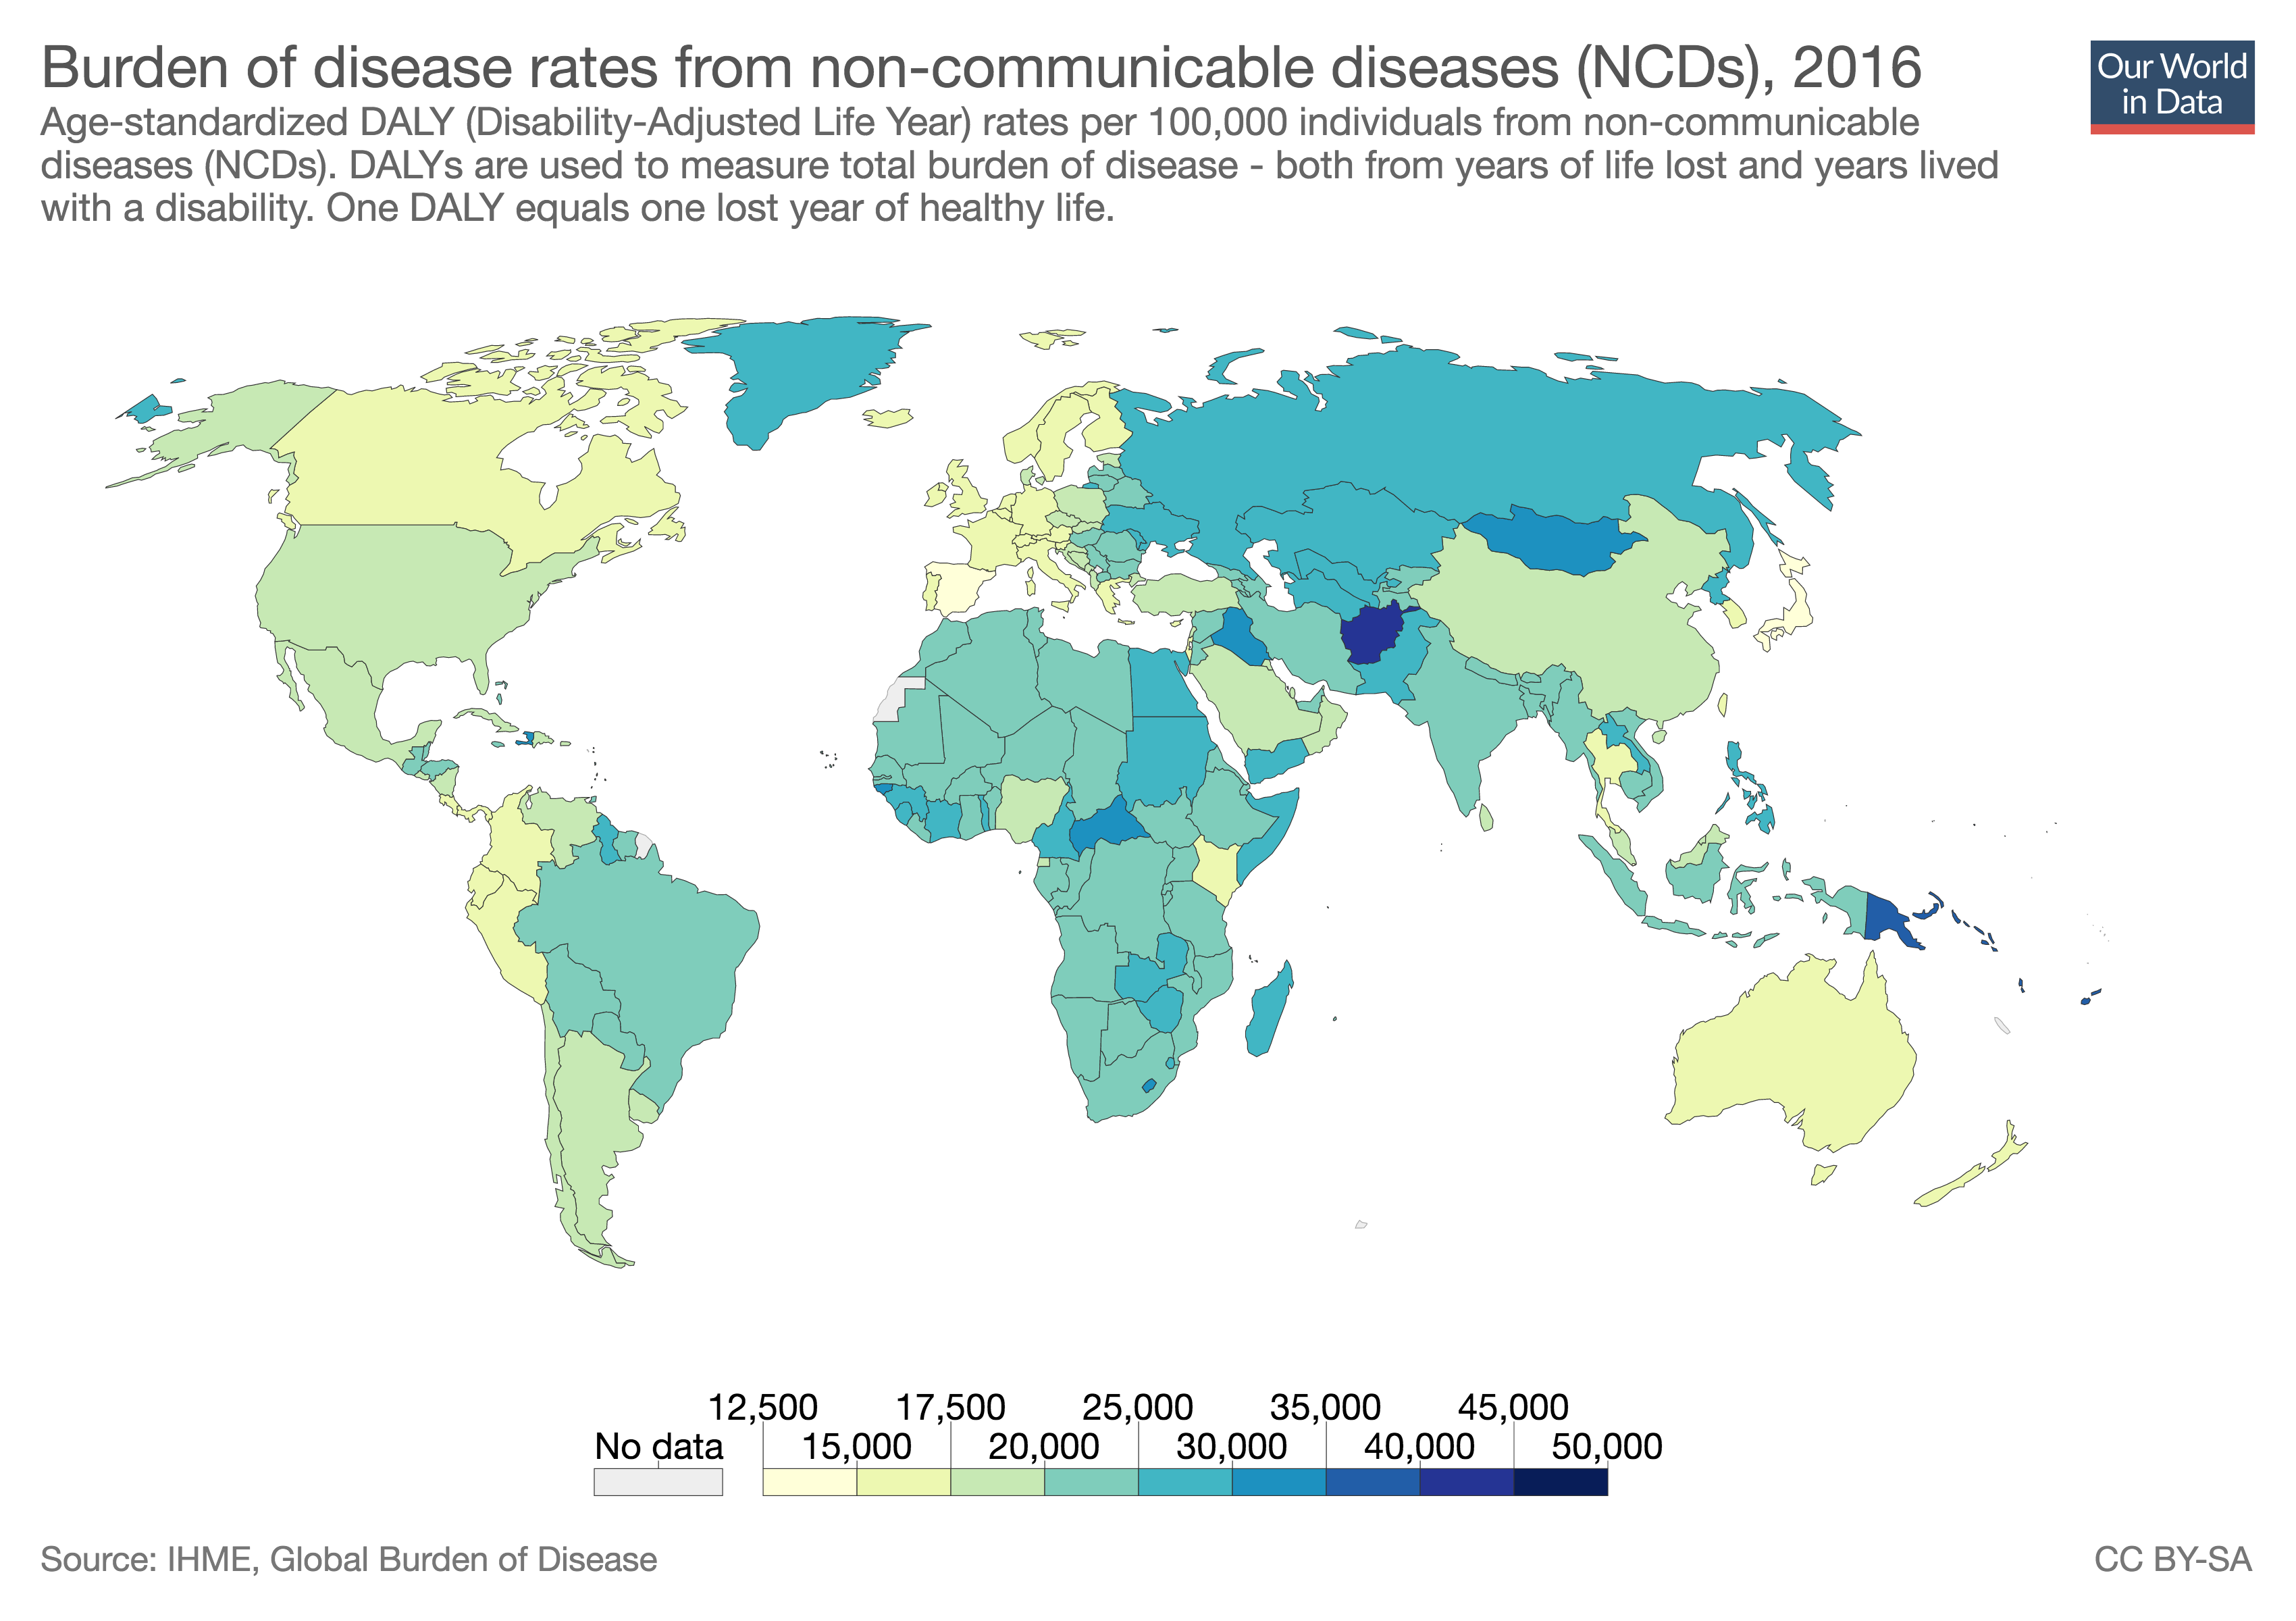 Burden of disease rates from non-communicable diseases (NCDs), 2016
Our World
in Data
Age-standardized DALY (Disability-Adjusted Life Year) rates per 100,000 individuals from non-communicable
diseases (NCDs). DALYs are used to measure total burden of disease - both from years of life lost and years lived
with a disability. One DALY equals one lost year of healthy life.
12,500 17,500 25,000 35,000 45,000
No data 15,000 20,000 30,000 40,000 50,000
Source: IHME, Global Burden of Disease
CC BY-SA